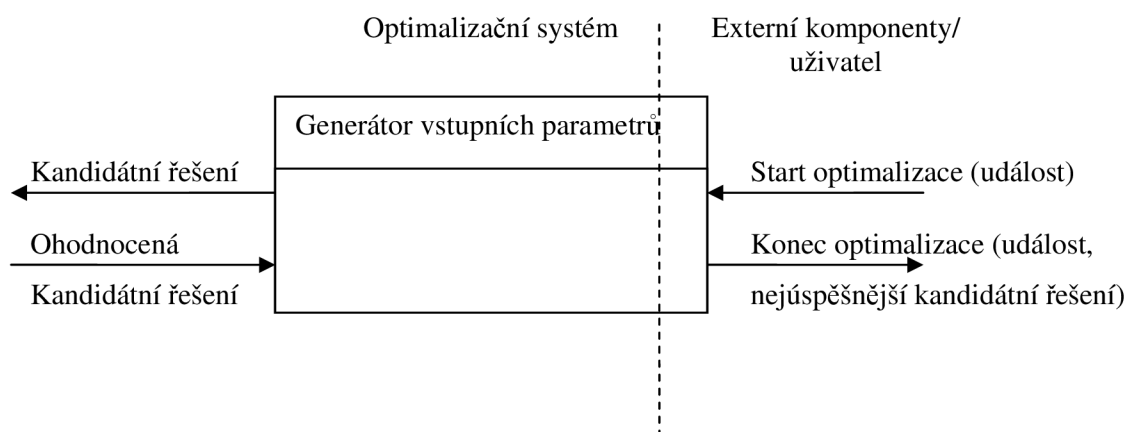 Optimalizační systém
Externí komponenty/
uživatel
Generátor vstupních parametrů
Kandidátní řešení
Start optimalizace (událost)
Ohodnocená
Kandidátní řešení
Konec optimalizace (událost,
nejúspěšnější kandidátní řešení)